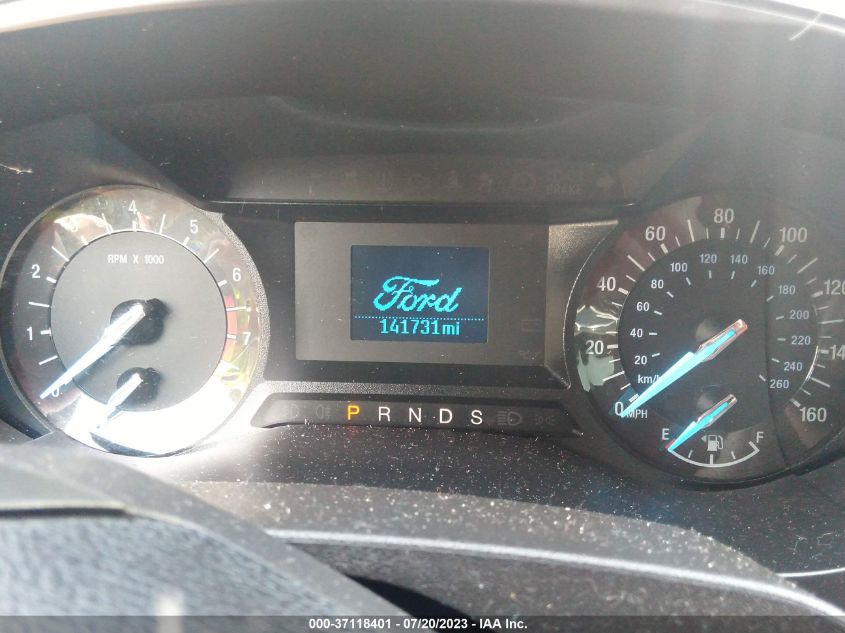 BRAKE
4
5
6
7
3
2
1
0
RPM X 1000
Ford
141731mi
P R N D S
0 20 40 60 80 100 120 140 160
MPH
20 40 60 80 100 120 140 160 180 200 220 240 260
km/h
E F
000-37118401 - 07/20/2023 - IAA Inc.